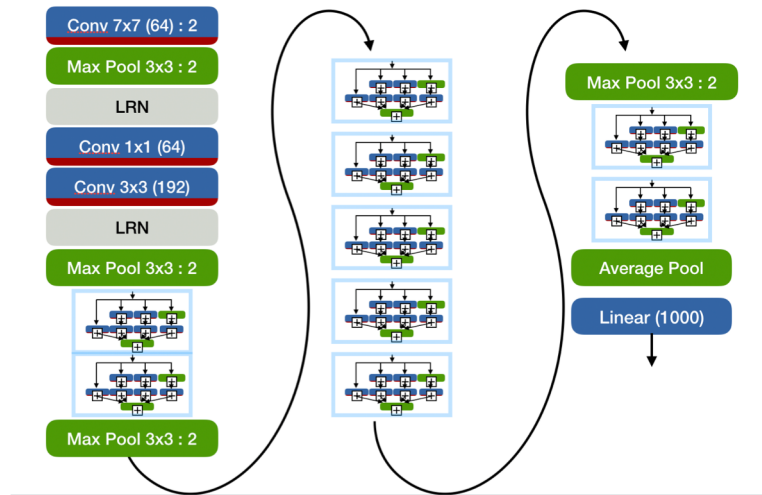 Conv 7x7 (64) : 2
Max Pool 3x3 : 2
LRN
Conv 1x1 (64)
Conv 3x3 (192)
LRN
Max Pool 3x3 : 2
Max Pool 3x3 : 2
Max Pool 3x3 : 2
Average Pool
Linear (1000)